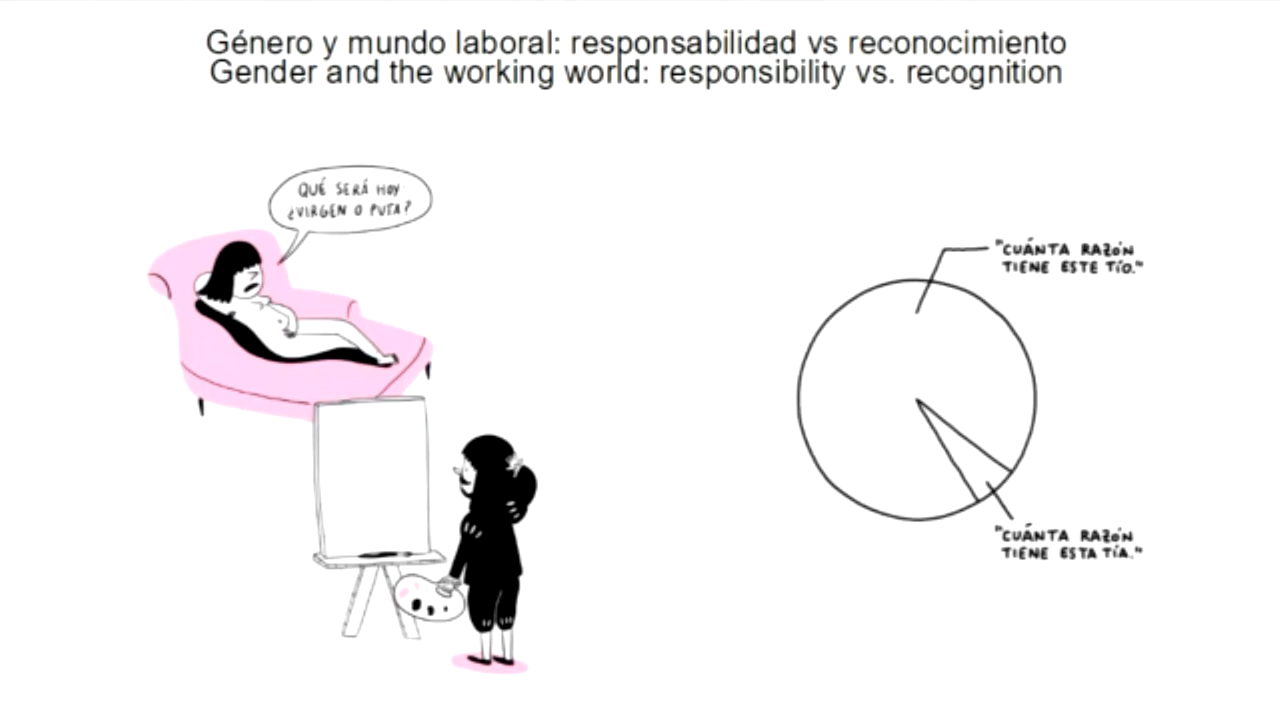 Género y mundo laboral: responsabilidad vs reconocimiento
Gender and the working world: responsibility vs. recognition
QUÉ SERÁ HOY
¿VIRGEN O PUTA?
"CUÁNTA RAZÓN
TIENE ESTE TÍO."
"CUÁNTA RAZÓN
TIENE ESTA TÍA."